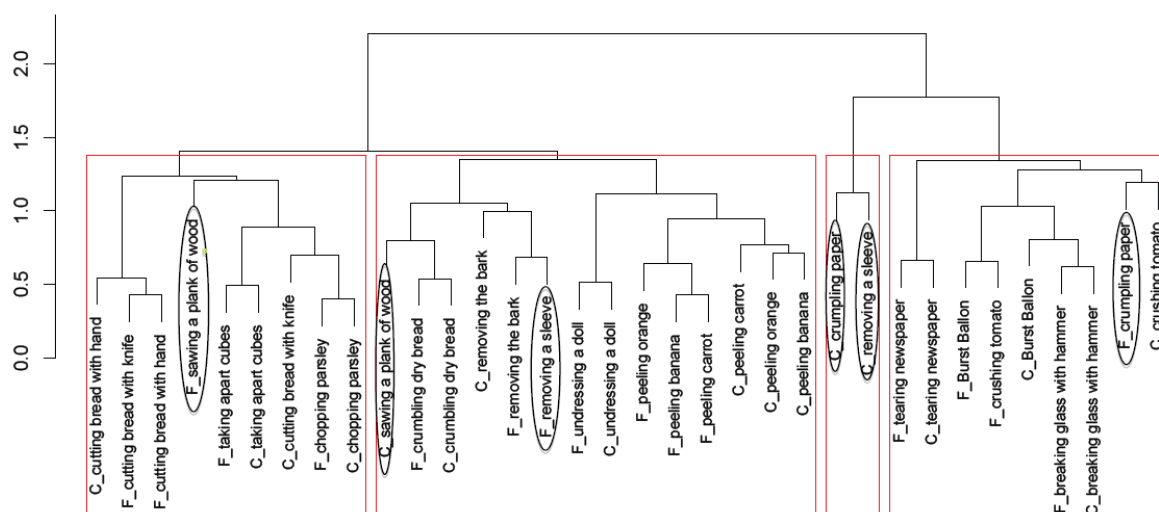 2.0
1.5
1.0
0.5
0.0
C_cutting bread with hand
F_cutting bread with knife
F_cutting bread with hand
F_sawing a plank of wood
F_taking apart cubes
C_taking apart cubes
C_cutting bread with knife
F_chopping parsley
C_chopping parsley
C_sawing a plank of wood
F_crumbling dry bread
C_crumbling dry bread
C_removing the bark
F_removing the bark
F_removing a sleeve
F_undressing a doll
C_undressing a doll
F_peeling orange
F_peeling banana
F_peeling carrot
C_peeling carrot
C_peeling orange
C_peeling banana
C_crumpling paper
C_removing a sleeve
F_tearing newspaper
C_tearing newspaper
F_Burst Ballon
F_crushing tomato
C_Burst Ballon
F_breaking glass with hammer
C_breaking glass with hammer
F_crumpling paper
C_crushing tomato